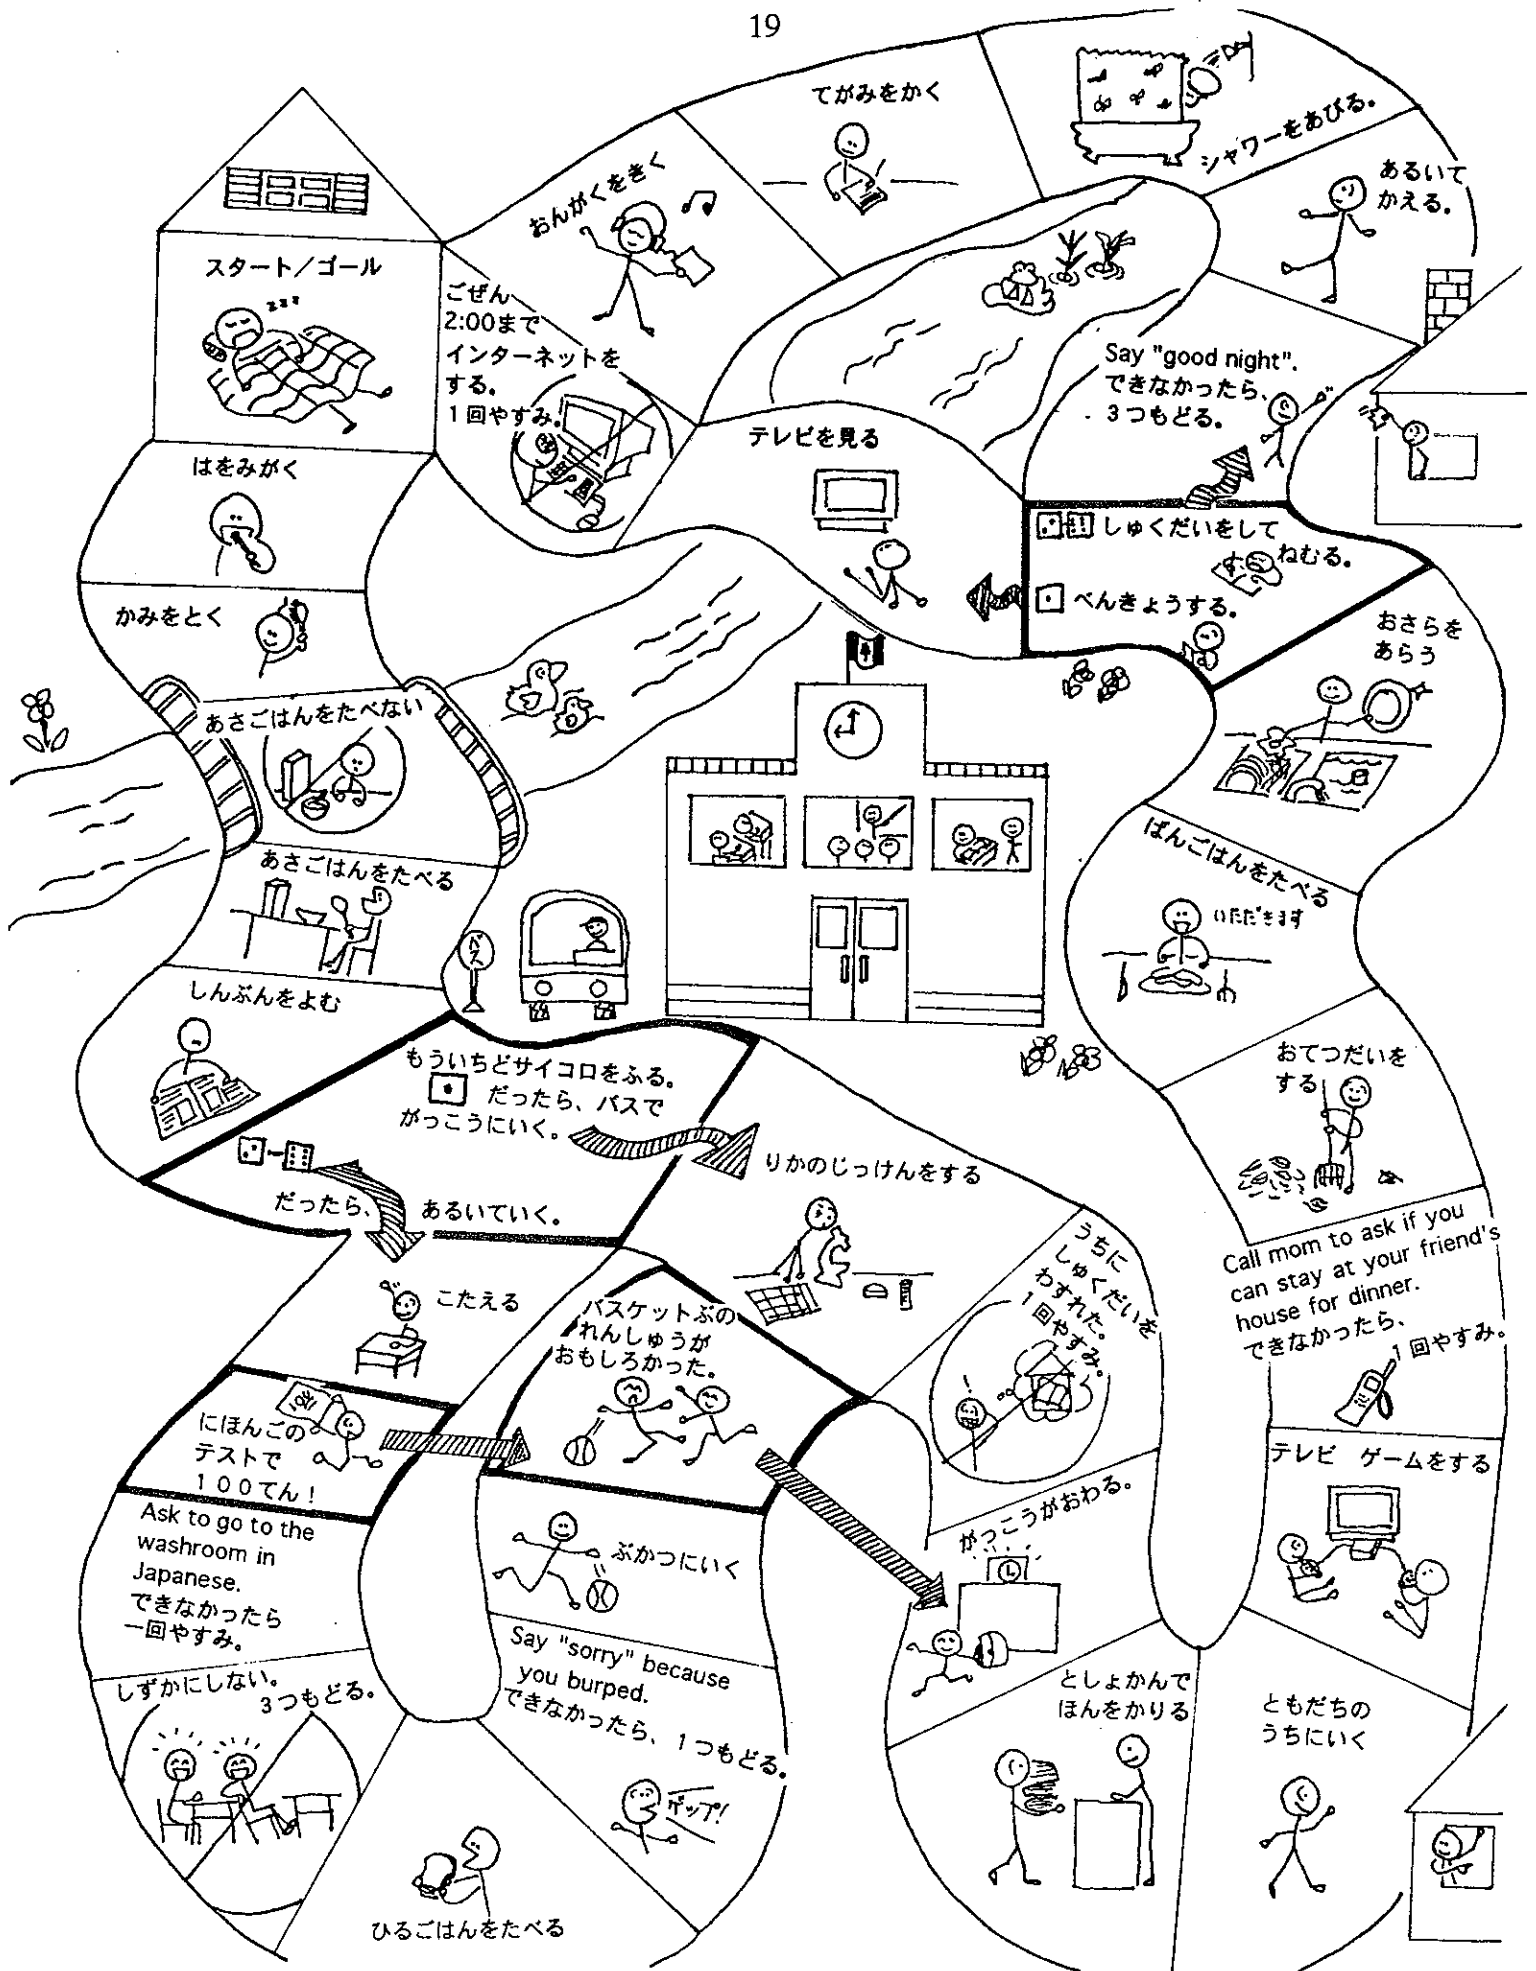 19
スタート/ゴール
zzz
はをみがく
かみをとく
あさごはんをたべない
あさごはんをたべる
バス
しんぶんをよむ
もういちどサイコロをふる。
だったら、バスで
がっこうにいく。
だったら、 あるいていく。
りかのじっけんをする
うちに
しゅくだいを
わすれた。
1回やすみ。
こたえる
にほんごの
テストで
100てん！
バスケットぶの
れんしゅうが
おもしろかった。
Ask to go to the
washroom in
Japanese.
できなかったら
一回やすみ。
しずかにしない。
3つもどる。
ひるごはんをたべる
Say "sorry" because
you burped.
できなかったら、1つもどる。
ゲップ!
ぶかつにいく
がっこうがおわる。
としょかんで
ほんをかりる
ともだちの
うちにいく
テレビ ゲームをする
Call mom to ask if you
can stay at your friend's
house for dinner.
できなかったら、
1回やすみ。
おてつだいを
する
ばんごはんをたべる
いただきます
おさらを
あらう
しゅくだいをして
ねむる。
べんきょうする。
Say "good night".
できなかったら、
3つもどる。
あるいて
かえる。
シャワーをあびる。
てがみをかく
おんがくをきく
テレビを見る
ごぜん
2:00まで
インターネットを
する。
1回やすみ。